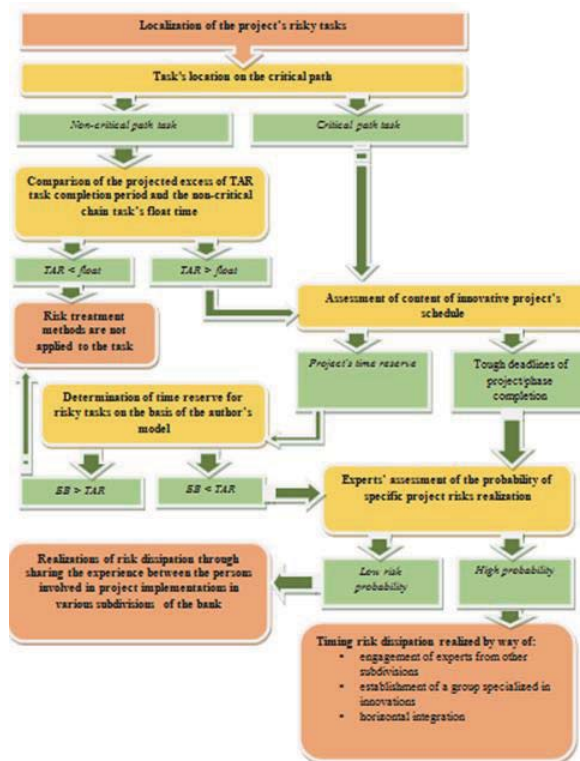 Localization of the project's risky tasks
Task's location on the critical path
Non-critical path task
Critical path task
Comparison of the projected excess of TAR
task completion period and the non-critical
chain task's float time
TAR < float
TAR > float
Risk treatment
methods are not
applied to the task
Assessment of content of innovative project's
schedule
Project's time reserve
Tough deadlines of
project/phase
completion
Determination of time reserve for
risky tasks on the basis of the author's
model
BB > TAR
BB < TAR
Experts' assessment of the probability of
specific project risks realization
Realizations of risk dissipation through
sharing the experience between the persons
involved in project implementations in
various subdivisions of the bank
Low risk
probability
High probability
Timing risk dissipation realized by way of:
• engagement of experts from other
subdivisions
• establishment of a group specialized in
innovations
• horizontal integration